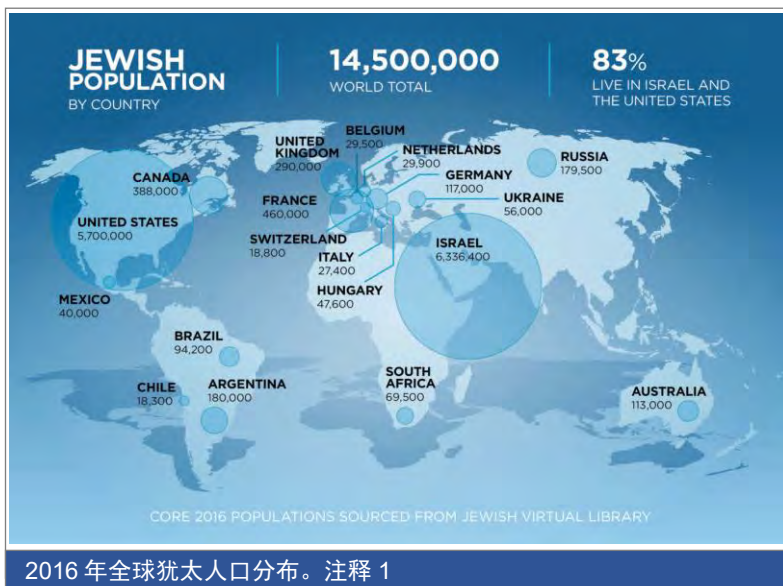 JEWISH
POPULATION
BY COUNTRY
14,500,000
WORLD TOTAL
83%
LIVE IN ISRAEL AND
THE UNITED STATES
BELGIUM
29,500
UNITED
KINGDOM
290,000
NETHERLANDS
29,900
RUSSIA
179,500
CANADA
388,000
GERMANY
117,000
FRANCE
460,000
UKRAINE
56,000
UNITED STATES
5,700,000
SWITZERLAND
18,800
ISRAEL
6,336,400
ITALY
27,400
HUNGARY
47,600
MEXICO
40,000
BRAZIL
94,200
CHILE
18,300
ARGENTINA
180,000
SOUTH
AFRICA
69,500
AUSTRALIA
113,000
CORE 2016 POPULATIONS SOURCED FROM JEWISH VIRTUAL LIBRARY
2016 年全球犹太人口分布。注释 1